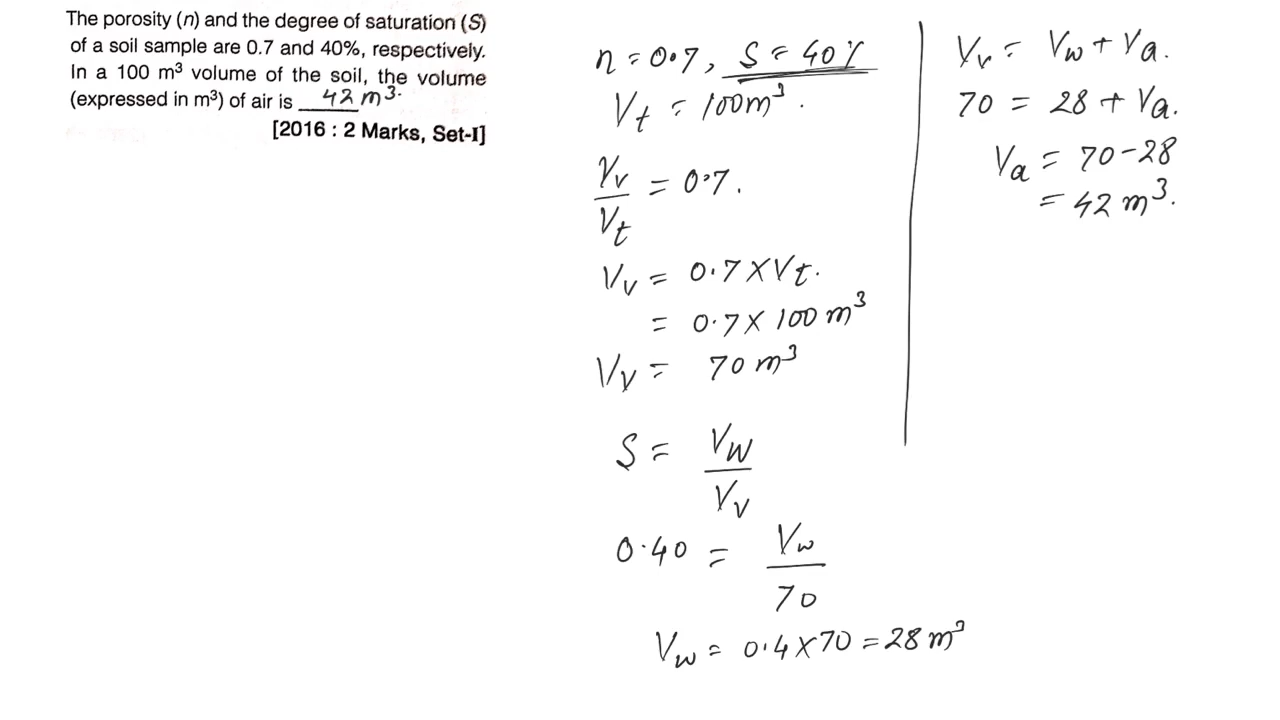 The porosity (n) and the degree of saturation (S)
of a soil sample are 0.7 and 40%, respectively.
In a 100 m³ volume of the soil, the volume
(expressed in m³) of air is 42 m³.
[2016 : 2 Marks, Set-I]
n = 0.7, S = 40%
Vt = 100m³.
Vv/Vt = 0.7.
Vv = 0.7 × Vt.
= 0.7 × 100 m³
Vv = 70 m³
S = Vw/Vv
0.40 = Vw/70
Vw = 0.4 × 70 = 28 m³
Vv = Vw + Va.
70 = 28 + Va.
Va = 70 - 28
= 42 m³.